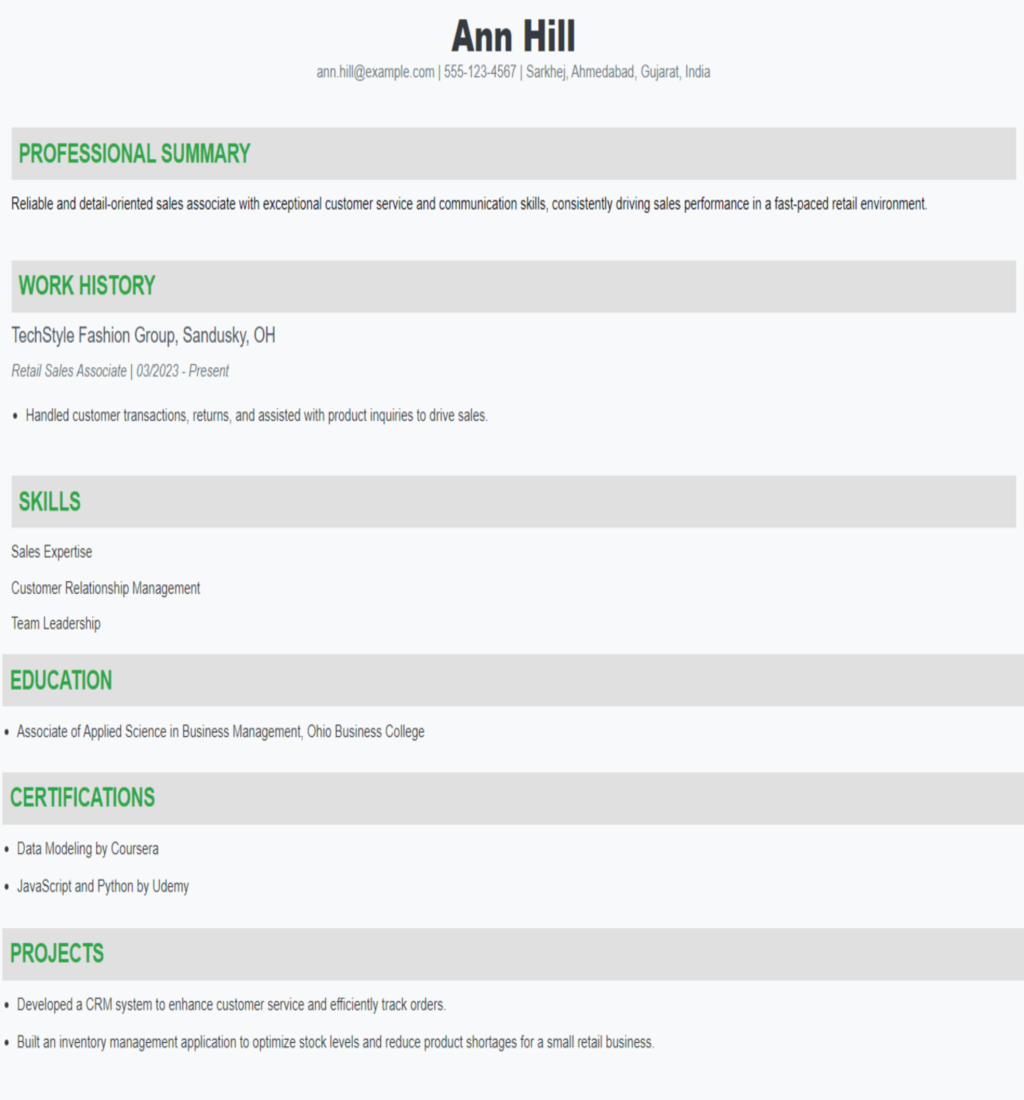 Ann Hill
ann.hill@example.com | 555-123-4567 | Sarkhej, Ahmedabad, Gujarat, India
PROFESSIONAL SUMMARY
Reliable and detail-oriented sales associate with exceptional customer service and communication skills, consistently driving sales performance in a fast-paced retail environment.
WORK HISTORY
TechStyle Fashion Group, Sandusky, OH
Retail Sales Associate | 03/2023 - Present
• Handled customer transactions, returns, and assisted with product inquiries to drive sales.
SKILLS
Sales Expertise
Customer Relationship Management
Team Leadership
EDUCATION
• Associate of Applied Science in Business Management, Ohio Business College
CERTIFICATIONS
• Data Modeling by Coursera
• JavaScript and Python by Udemy
PROJECTS
• Developed a CRM system to enhance customer service and efficiently track orders.
• Built an inventory management application to optimize stock levels and reduce product shortages for a small retail business.